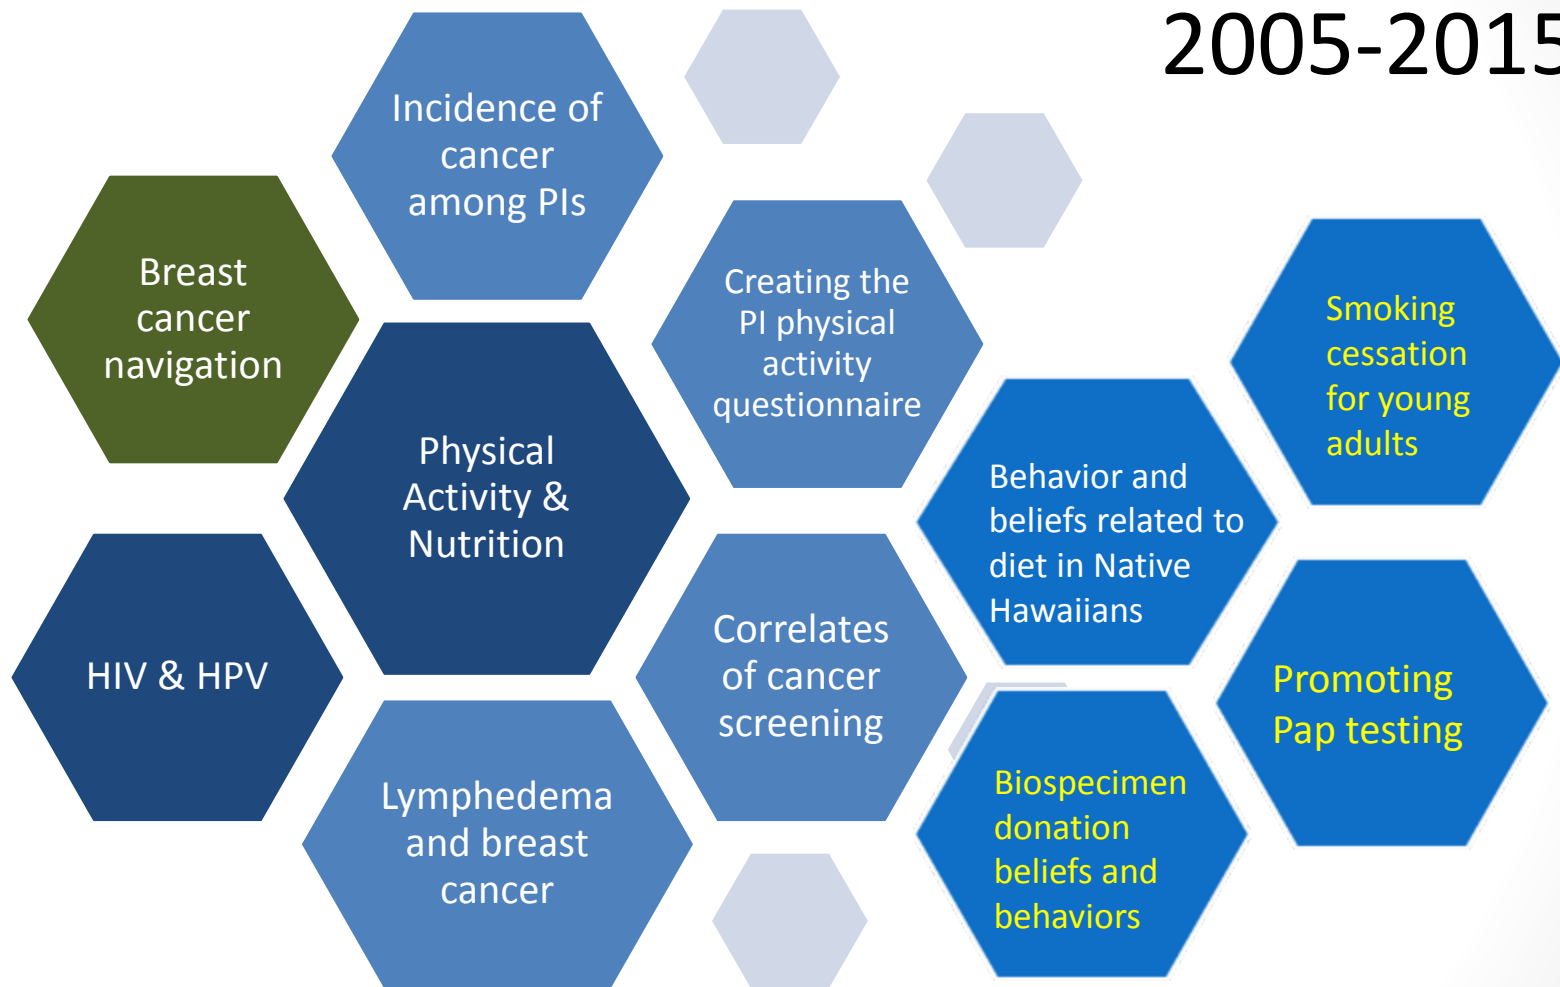 2005-2015
Incidence of
cancer
among PIs
Breast
cancer
navigation
Creating the
PI physical
activity
questionnaire
Smoking
cessation
for young
adults
Physical
Activity &
Nutrition
Behavior and
beliefs related to
diet in Native
Hawaiians
HIV & HPV
Correlates
of cancer
screening
Promoting
Pap testing
Lymphedema
and breast
cancer
Biospecimen
donation
beliefs and
behaviors